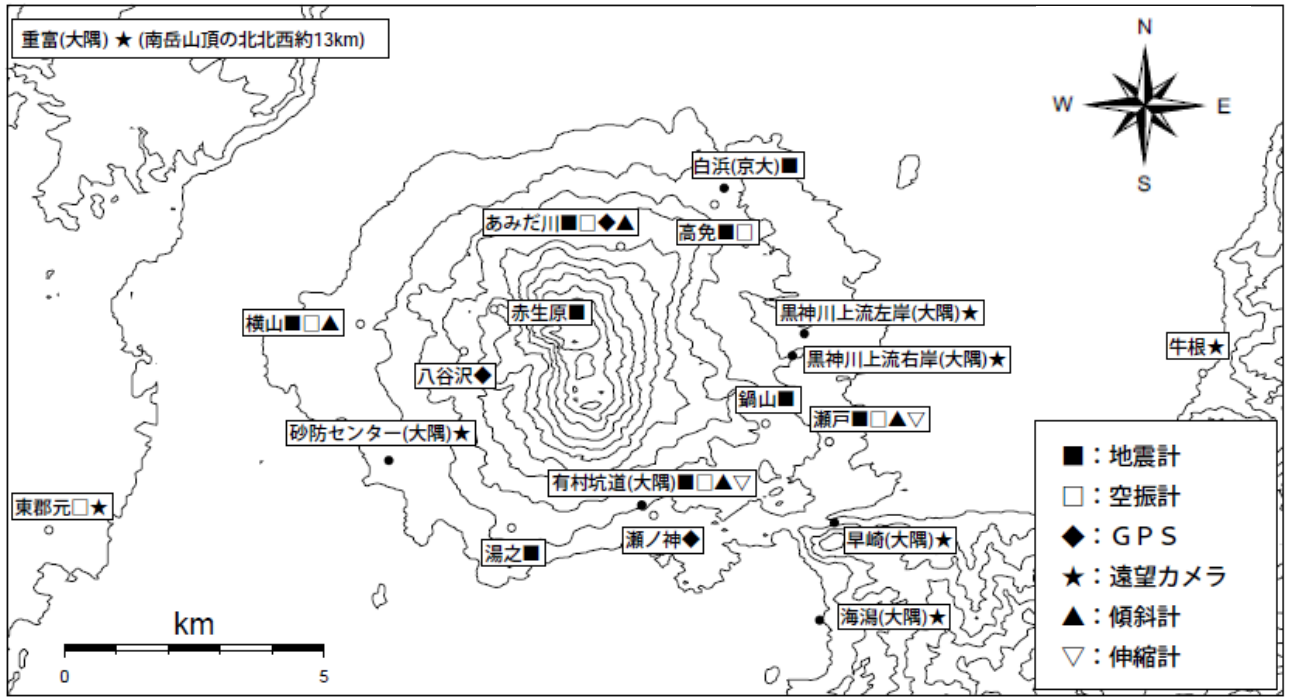 重富(大隅) ★ (南岳山頂の北北西約13km)
N
W E
S
白浜(京大)■
あみだ川■□◆▲
高免■□
赤生原■
黒神川上流左岸(大隅)★
横山■□▲
牛根★
黒神川上流右岸(大隅)★
八谷沢◆
鍋山■
瀬戸■□▲▽
砂防センター(大隅)★
有村坑道(大隅)■□▲▽
東郡元□★
瀬ノ神◆
早崎(大隅)★
湯之■
海潟(大隅)★
km
0 5
■：地震計
□：空振計
◆：ＧＰＳ
★：遠望カメラ
▲：傾斜計
▽：伸縮計